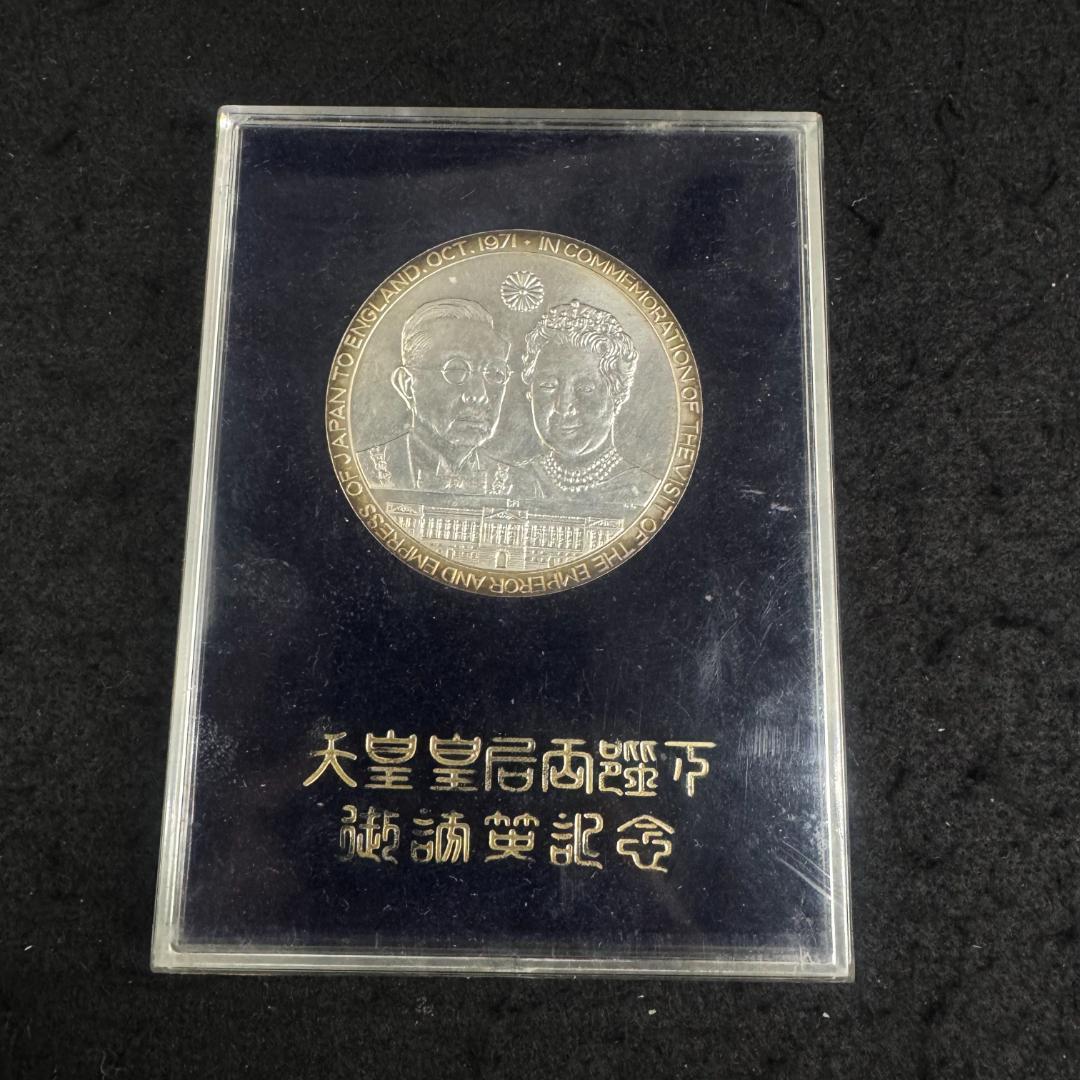 IN COMMEMORATION OF THE VISIT OF THE EMPEROR AND EMPRESS OF JAPAN TO ENGLAND. OCT. 1971 •
天皇皇后両陛下
御訪英記念